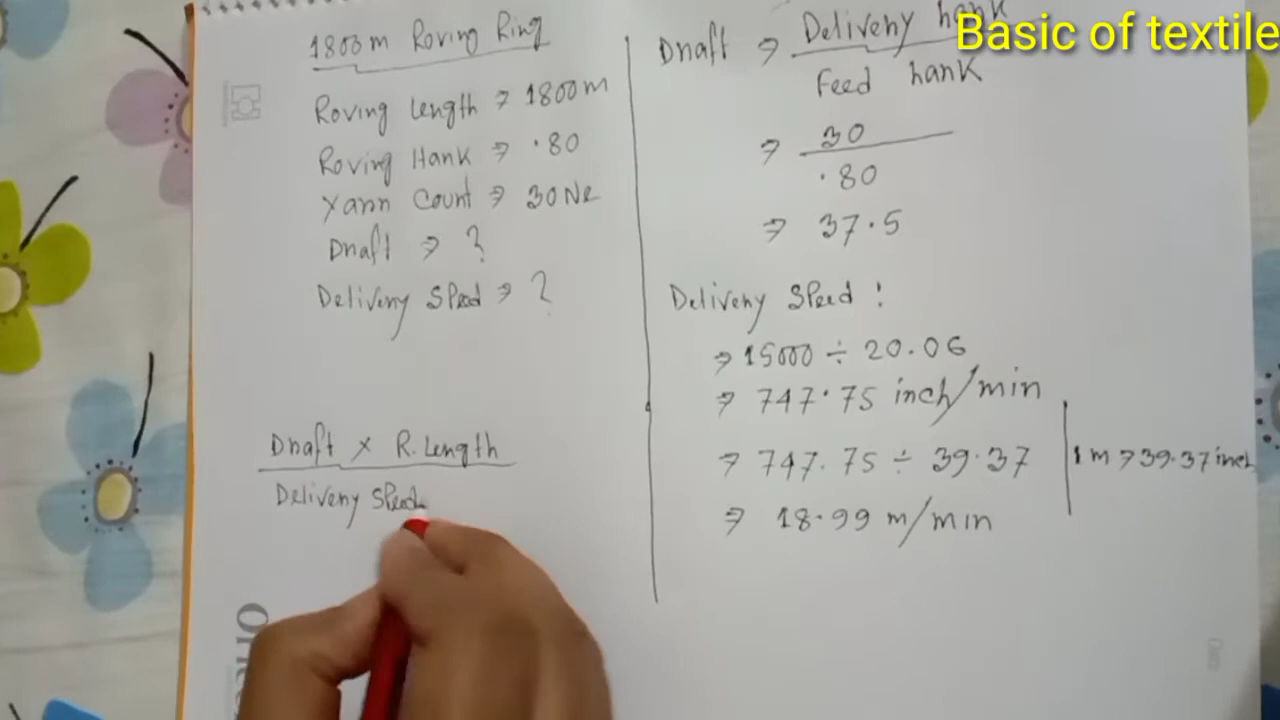 Basic of textile
1800m Roving Ring
Roving Length ⇒ 1800m
Roving Hank ⇒ .80
Yarn Count ⇒ 30Ne
Draft ⇒ ?
Delivery Speed ⇒ ?
Draft × R.Length
Delivery Speed
Draft ⇒ Delivery hank
Feed hank
⇒ 30
.80
⇒ 37.5
Delivery Speed :
⇒ 15000 ÷ 20.06
⇒ 747.75 inch/min
⇒ 747.75 ÷ 39.37
1m ⇒ 39.37 inch
⇒ 18.99 m/min